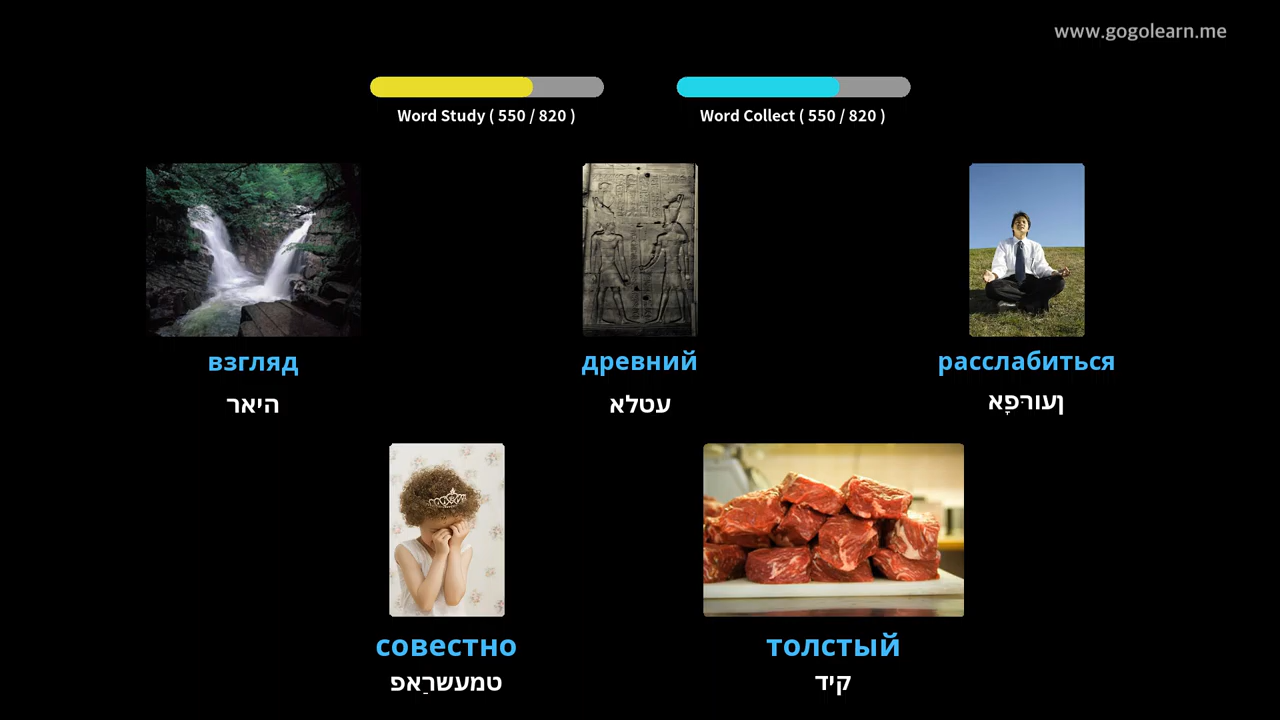 www.gogolearn.me
Word Study ( 550 / 820 )
Word Collect ( 550 / 820 )
взгляд
היאר
древний
עטלא
расслабиться
ןעורּפָא
совестно
טמעשרַאפ
толстый
קיד